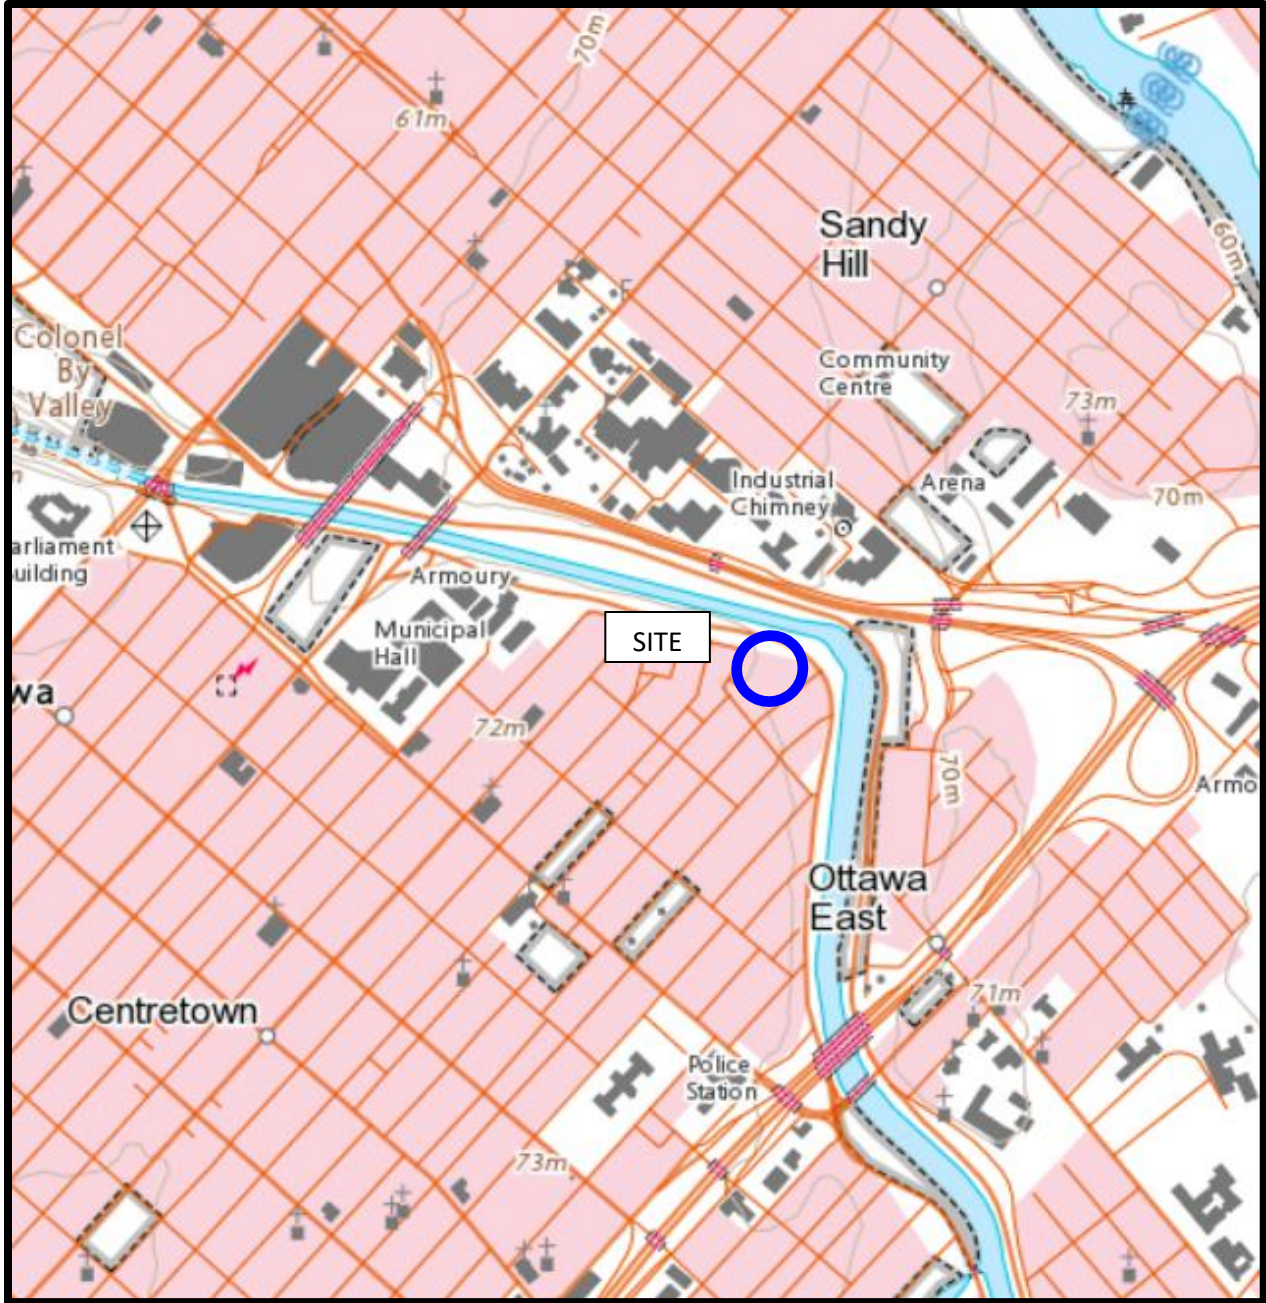 70m
61m
Sandy
Hill
60m
Colonel
By
Valley
Community
Centre
73m
Industrial
Chimney
Arena
70m
arliament
uilding
Armoury
Municipal
Hall
SITE
wa
72m
70m
Armo
Ottawa
East
71m
Centretown
Police
Station
73m